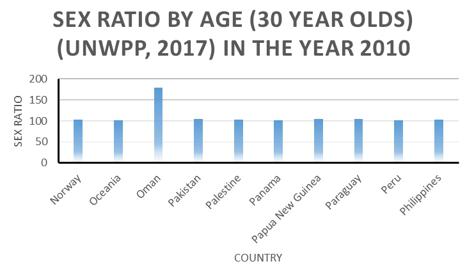 SEX RATIO BY AGE (30 YEAR OLDS)
(UNWPP, 2017) IN THE YEAR 2010
200
150
100
50
0
SEX RATIO
Norway
Oceania
Oman
Pakistan
Palestine
Panama
Papua New Guinea
Paraguay
Peru
Philippines
COUNTRY